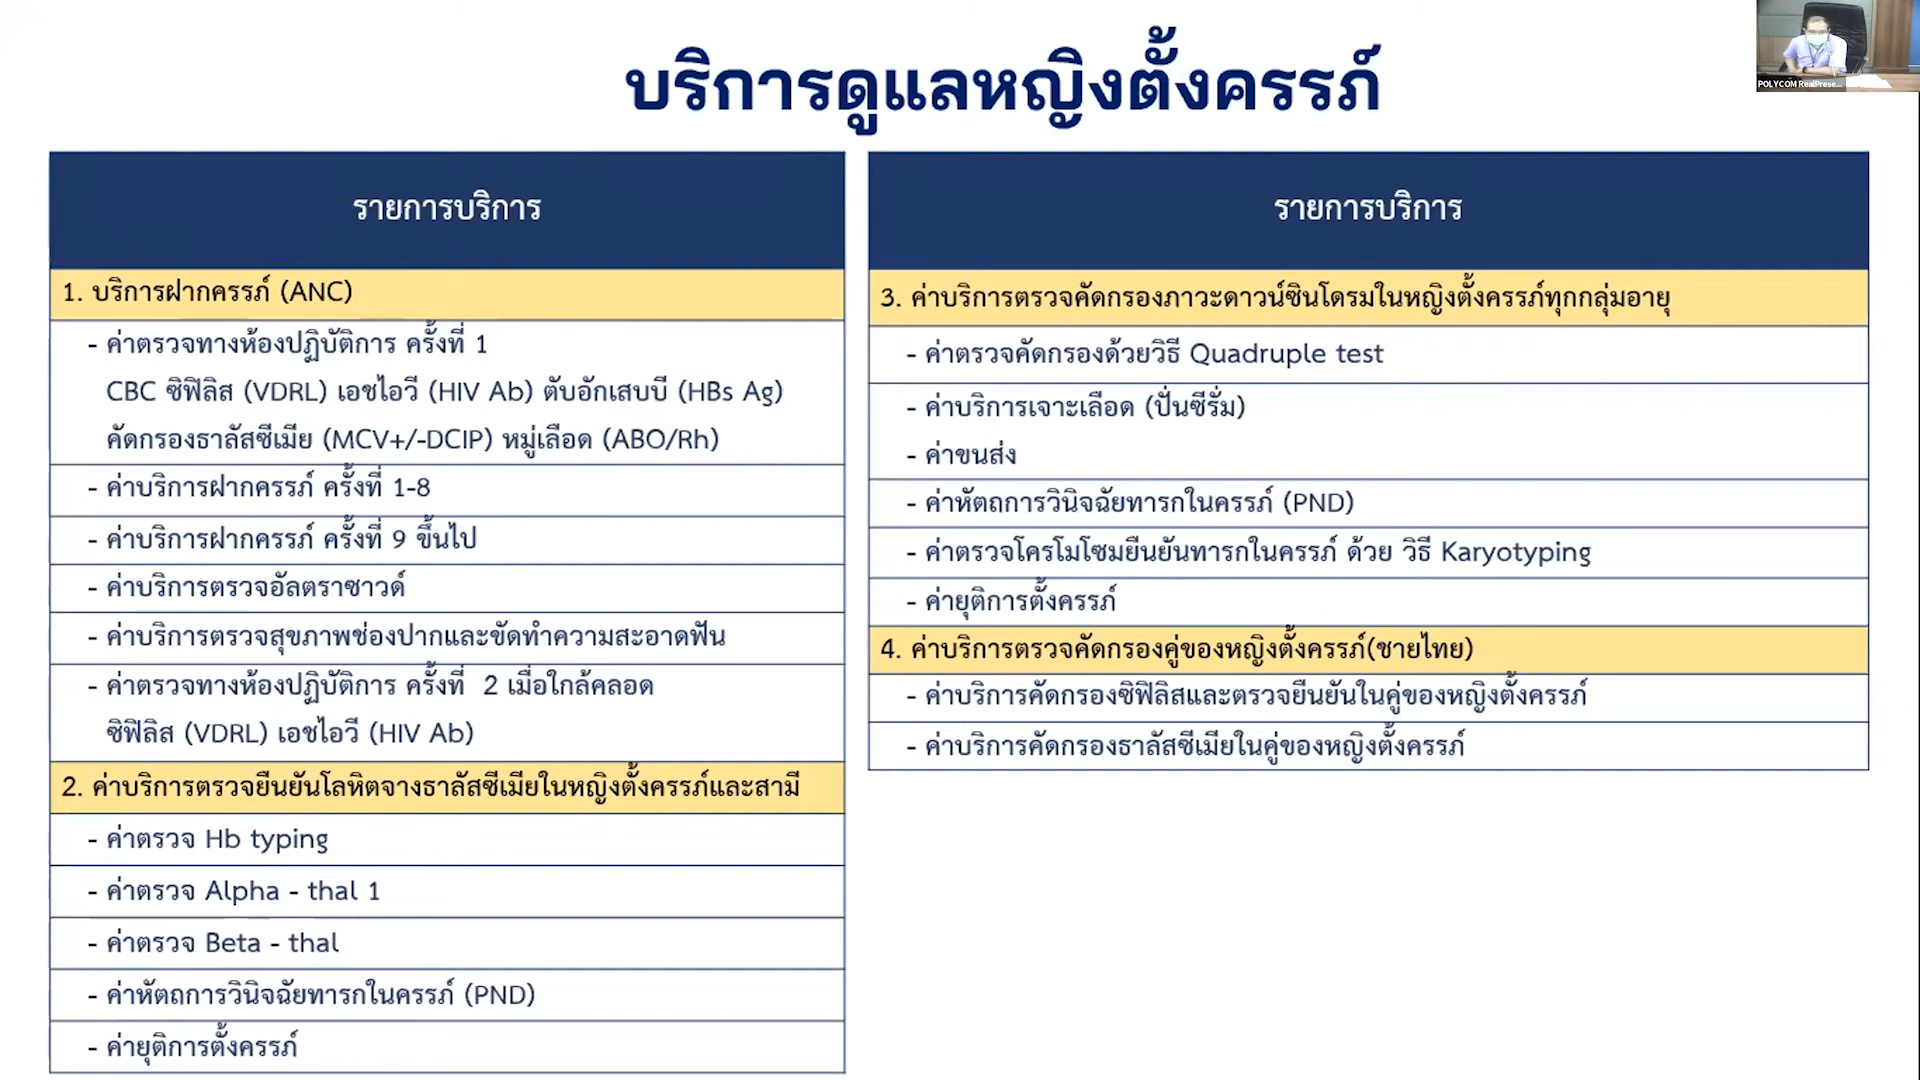 บริการดูแลหญิงตั้งครรภ์
POLYCOM RealPrese...
รายการบริการ
1. บริการฝากครรภ์ (ANC)
- ค่าตรวจทางห้องปฏิบัติการ ครั้งที่ 1
CBC ซิฟิลิส (VDRL) เอชไอวี (HIV Ab) ตับอักเสบบี (HBs Ag)
คัดกรองธาลัสซีเมีย (MCV+/-DCIP) หมู่เลือด (ABO/Rh)
- ค่าบริการฝากครรภ์ ครั้งที่ 1-8
- ค่าบริการฝากครรภ์ ครั้งที่ 9 ขึ้นไป
- ค่าบริการตรวจอัลตราซาวด์
- ค่าบริการตรวจสุขภาพช่องปากและขัดทำความสะอาดฟัน
- ค่าตรวจทางห้องปฏิบัติการ ครั้งที่ 2 เมื่อใกล้คลอด
ซิฟิลิส (VDRL) เอชไอวี (HIV Ab)
2. ค่าบริการตรวจยืนยันโลหิตจางธาลัสซีเมียในหญิงตั้งครรภ์และสามี
- ค่าตรวจ Hb typing
- ค่าตรวจ Alpha - thal 1
- ค่าตรวจ Beta - thal
- ค่าหัตถการวินิจฉัยทารกในครรภ์ (PND)
- ค่ายุติการตั้งครรภ์
รายการบริการ
3. ค่าบริการตรวจคัดกรองภาวะดาวน์ซินโดรมในหญิงตั้งครรภ์ทุกกลุ่มอายุ
- ค่าตรวจคัดกรองด้วยวิธี Quadruple test
- ค่าบริการเจาะเลือด (ปั่นซีรั่ม)
- ค่าขนส่ง
- ค่าหัตถการวินิจฉัยทารกในครรภ์ (PND)
- ค่าตรวจโครโมโซมยืนยันทารกในครรภ์ ด้วย วิธี Karyotyping
- ค่ายุติการตั้งครรภ์
4. ค่าบริการตรวจคัดกรองคู่ของหญิงตั้งครรภ์(ชายไทย)
- ค่าบริการคัดกรองซิฟิลิสและตรวจยืนยันในคู่ของหญิงตั้งครรภ์
- ค่าบริการคัดกรองธาลัสซีเมียในคู่ของหญิงตั้งครรภ์